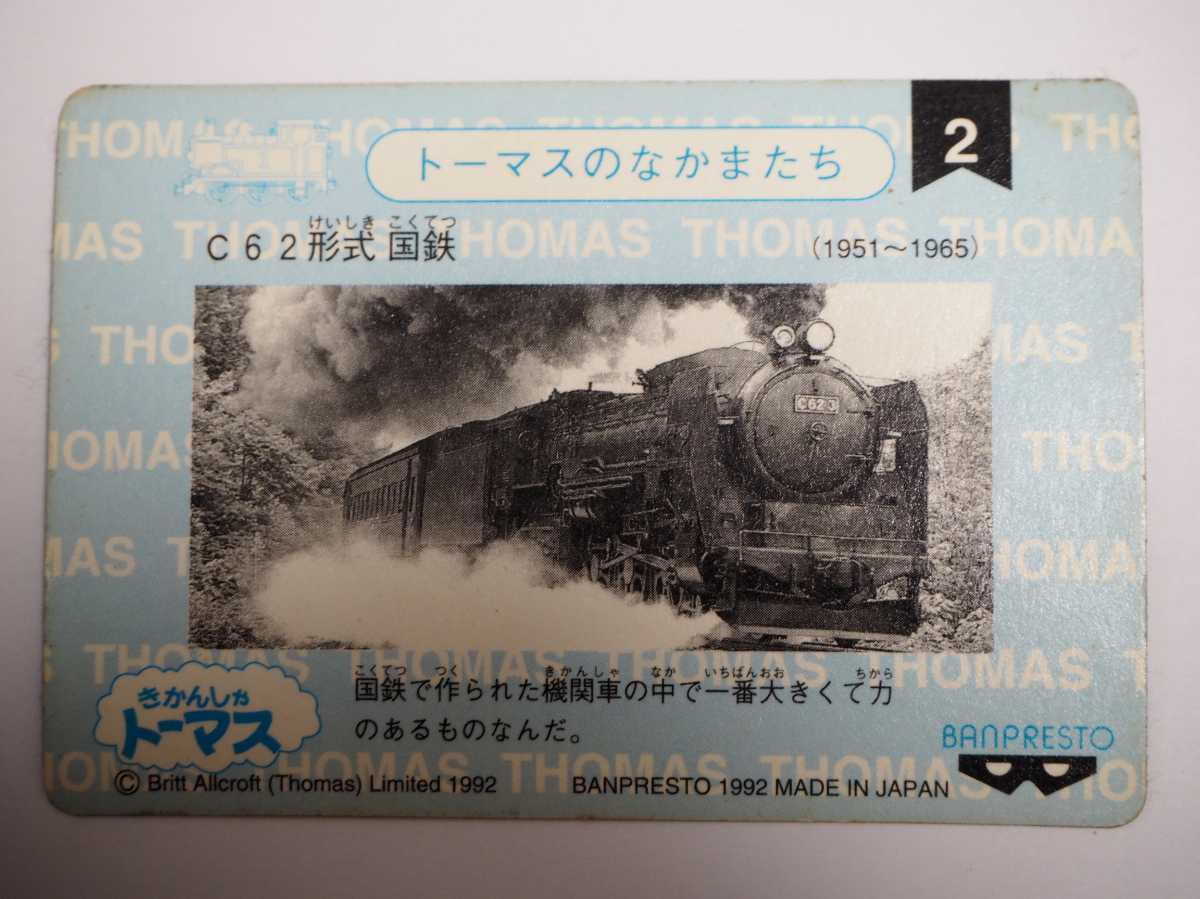 トーマスのなかまたち
2
けいしき こくてつ
C62形式 国鉄
(1951～1965)
C62 3
こくてつ つく きかんしゃ なか いちばんおお ちから
国鉄で作られた機関車の中で一番大きくて力
のあるものなんだ。
きかんしゃ
トーマス
BANPRESTO
© Britt Allcroft (Thomas) Limited 1992
BANPRESTO 1992 MADE IN JAPAN
THOMAS THOMAS THOMAS THOMAS